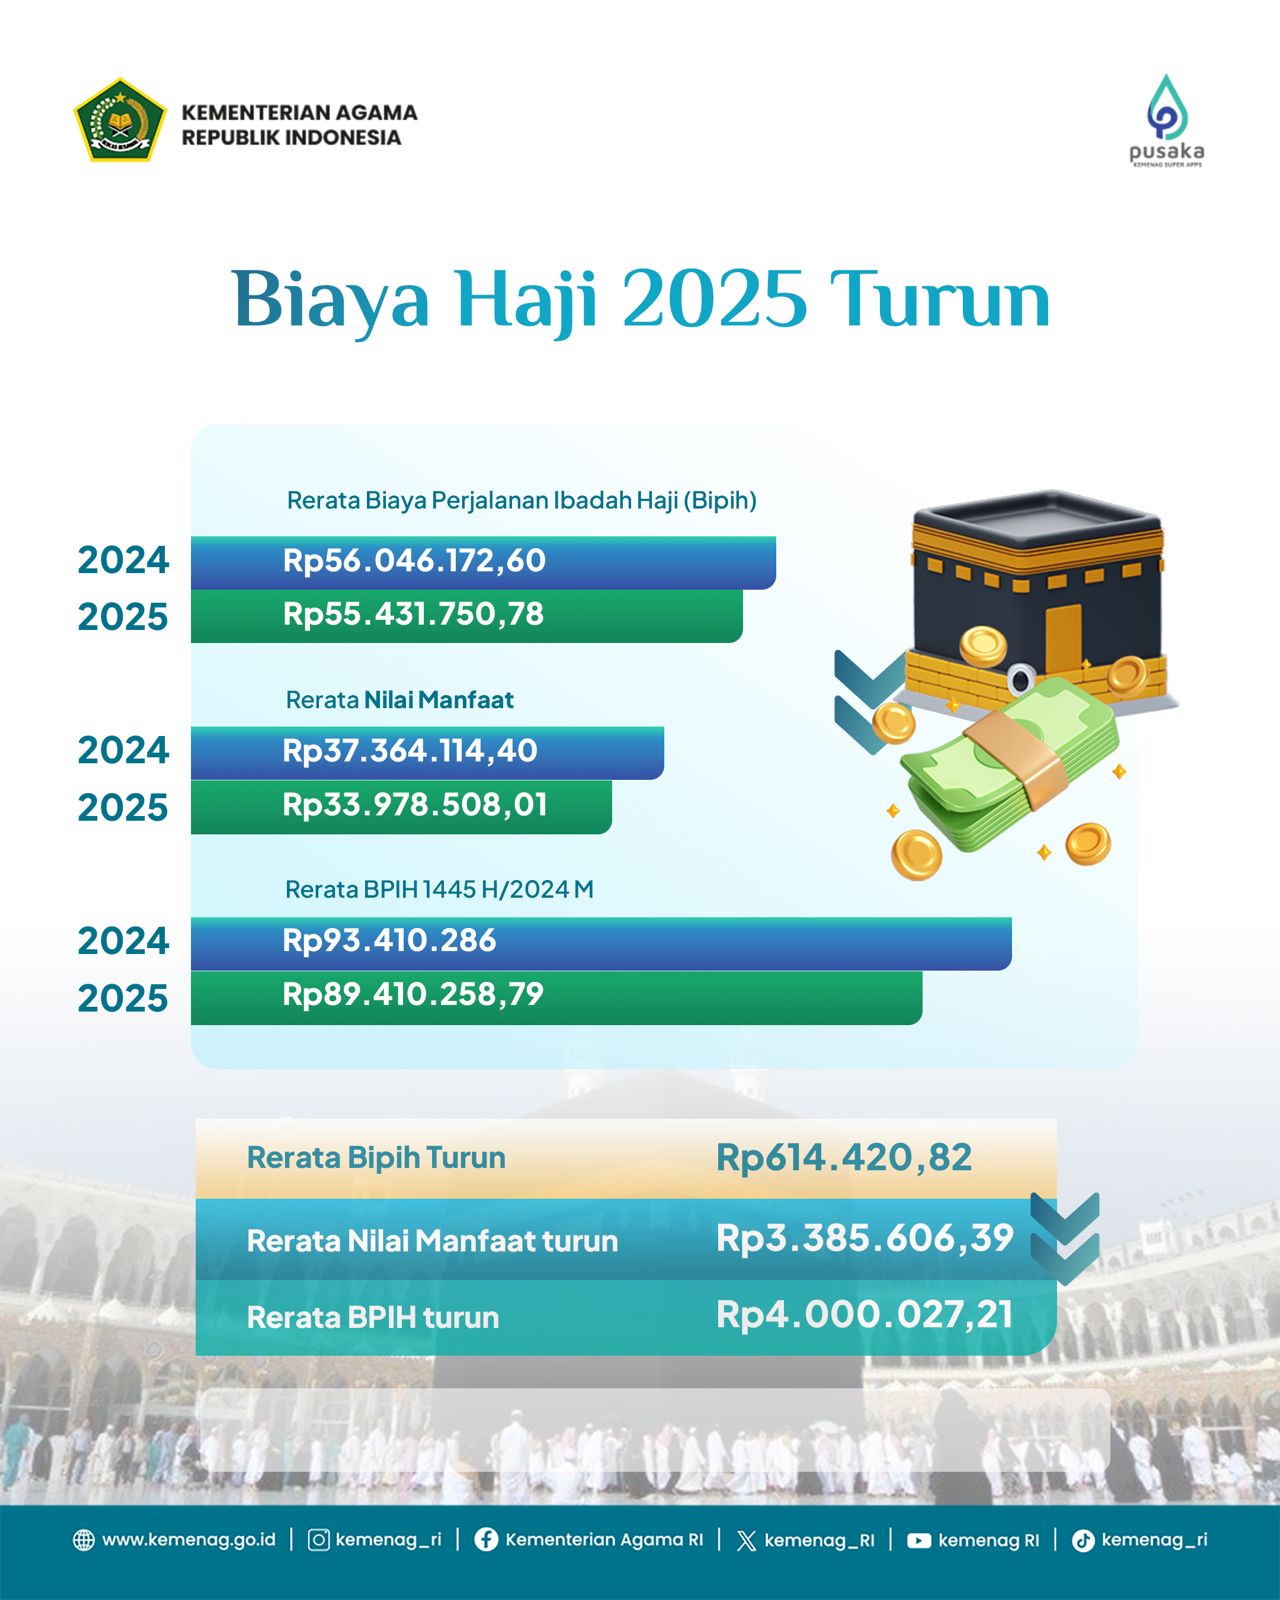 KEMENTERIAN AGAMA
REPUBLIK INDONESIA
pusaka
KEMENAG SUPER APPS
Biaya Haji 2025 Turun
Rerata Biaya Perjalanan Ibadah Haji (Bipih)
2024 Rp56.046.172,60
2025 Rp55.431.750,78
Rerata Nilai Manfaat
2024 Rp37.364.114,40
2025 Rp33.978.508,01
Rerata BPIH 1445 H/2024 M
2024 Rp93.410.286
2025 Rp89.410.258,79
Rerata Bipih Turun Rp614.420,82
Rerata Nilai Manfaat turun Rp3.385.606,39
Rerata BPIH turun Rp4.000.027,21
www.kemenag.go.id | kemenag_ri | Kementerian Agama RI | kemenag_RI | kemenag RI | kemenag_ri